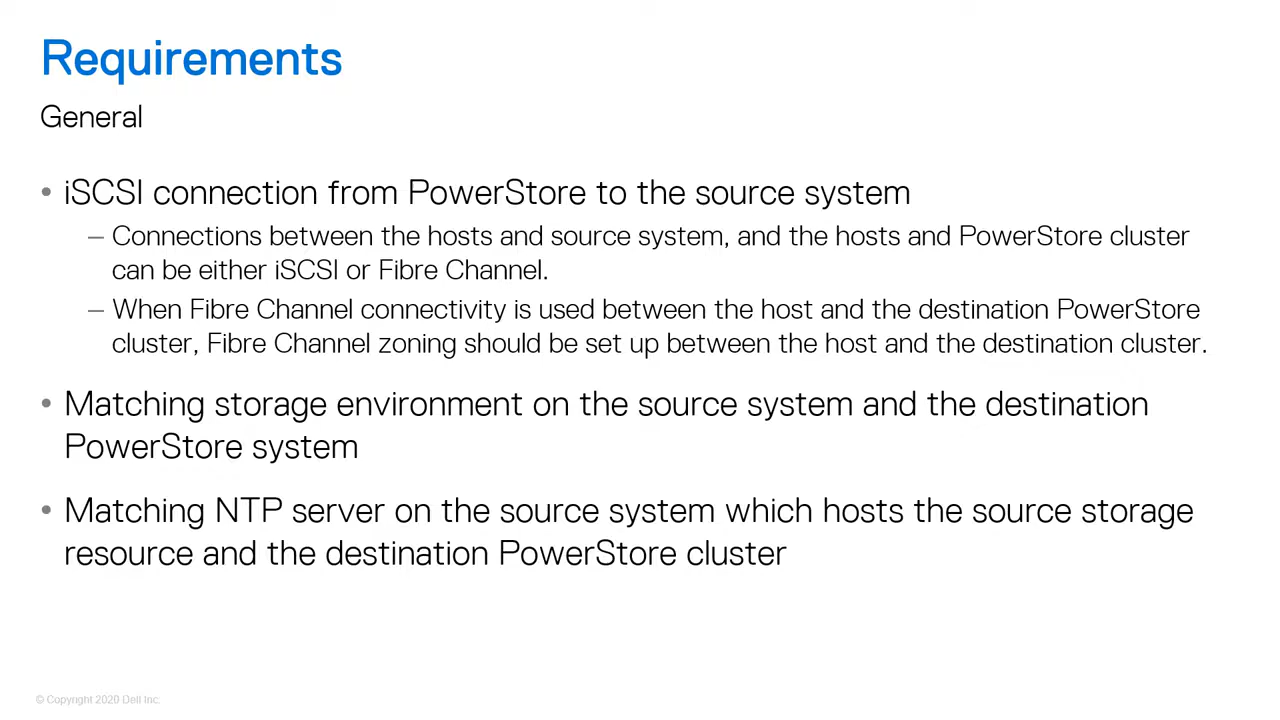 Requirements
General
• iSCSI connection from PowerStore to the source system
– Connections between the hosts and source system, and the hosts and PowerStore cluster
can be either iSCSI or Fibre Channel.
– When Fibre Channel connectivity is used between the host and the destination PowerStore
cluster, Fibre Channel zoning should be set up between the host and the destination cluster.
• Matching storage environment on the source system and the destination
PowerStore system
• Matching NTP server on the source system which hosts the source storage
resource and the destination PowerStore cluster
© Copyright 2020 Dell Inc.